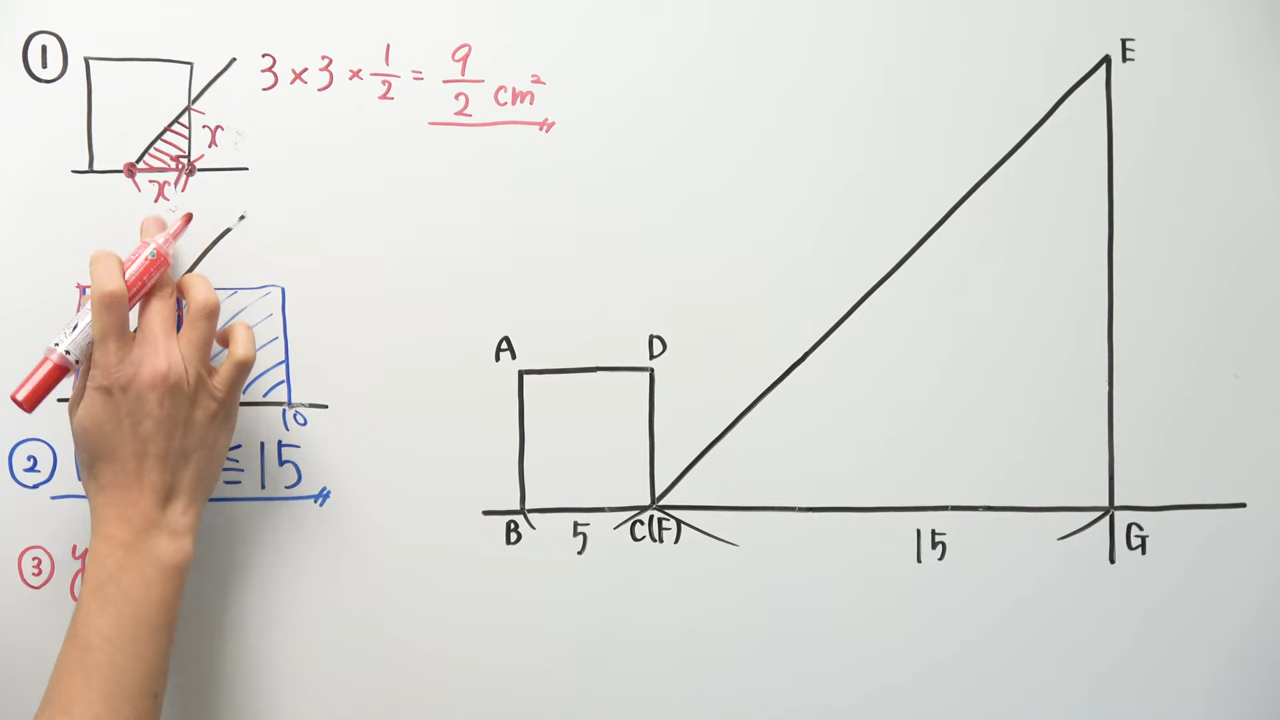 ①
3 × 3 × 1/2 = 9/2 cm²
x
x
10
② ≦ 15
③ y
E
A D
B 5 C(F) 15 G